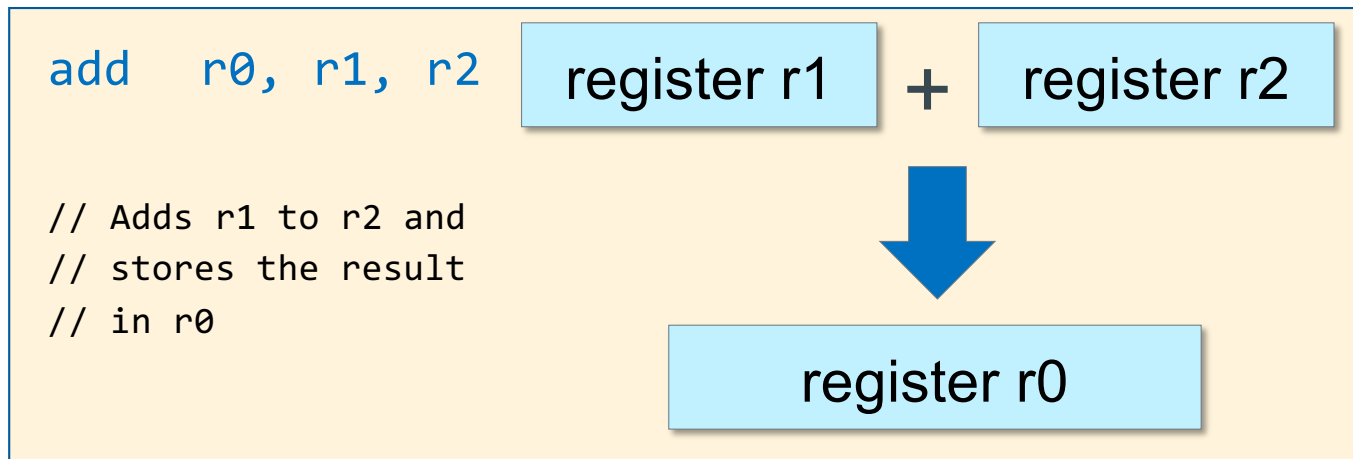 add r0, r1, r2
register r1 + register r2
// Adds r1 to r2 and
// stores the result
// in r0
register r0